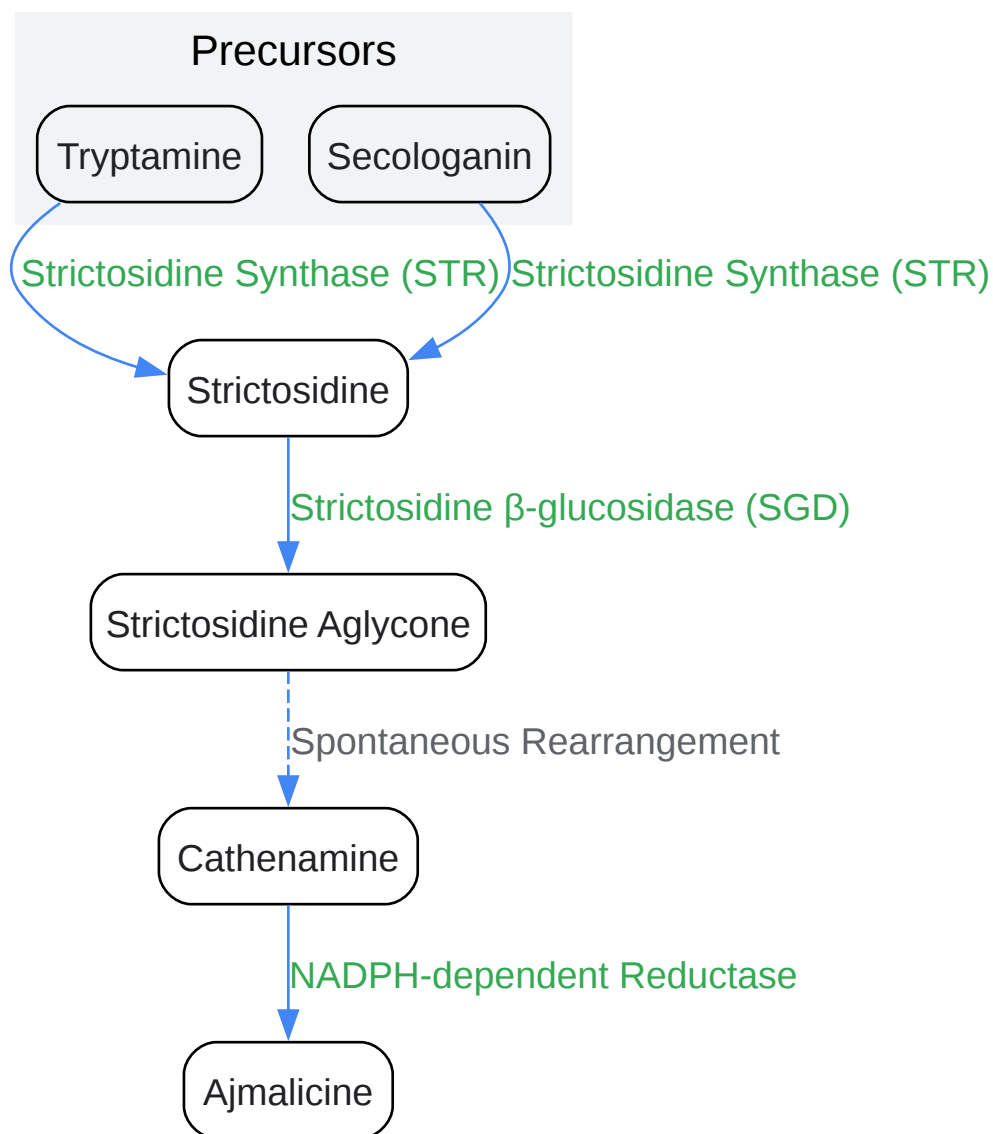 Precursors
Tryptamine
Secologanin
Strictosidine Synthase (STR)
Strictosidine Synthase (STR)
Strictosidine
Strictosidine β-glucosidase (SGD)
Strictosidine Aglycone
Spontaneous Rearrangement
Cathenamine
NADPH-dependent Reductase
Ajmalicine